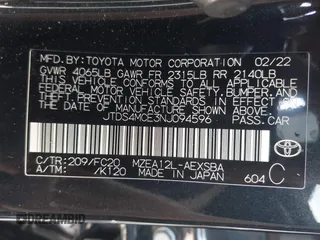 MFD. BY: TOYOTA MOTOR CORPORATION 02/22
GVWR 4065LB GAWR FR 2315LB RR 2140LB
THIS VEHICLE CONFORMS TO ALL APPLICABLE
FEDERAL MOTOR VEHICLE SAFETY, BUMPER, AND
THEFT PREVENTION STANDARDS IN EFFECT ON THE
DATE OF MANUFACTURE SHOWN ABOVE.
JTDS4MCE3NJ094596 PASS.CAR
C/TR:209/FC20 MZEA12L-AEXSBA
A/TM: /K120 MADE IN JAPAN 604 C
TOYOTA
DREAMBID